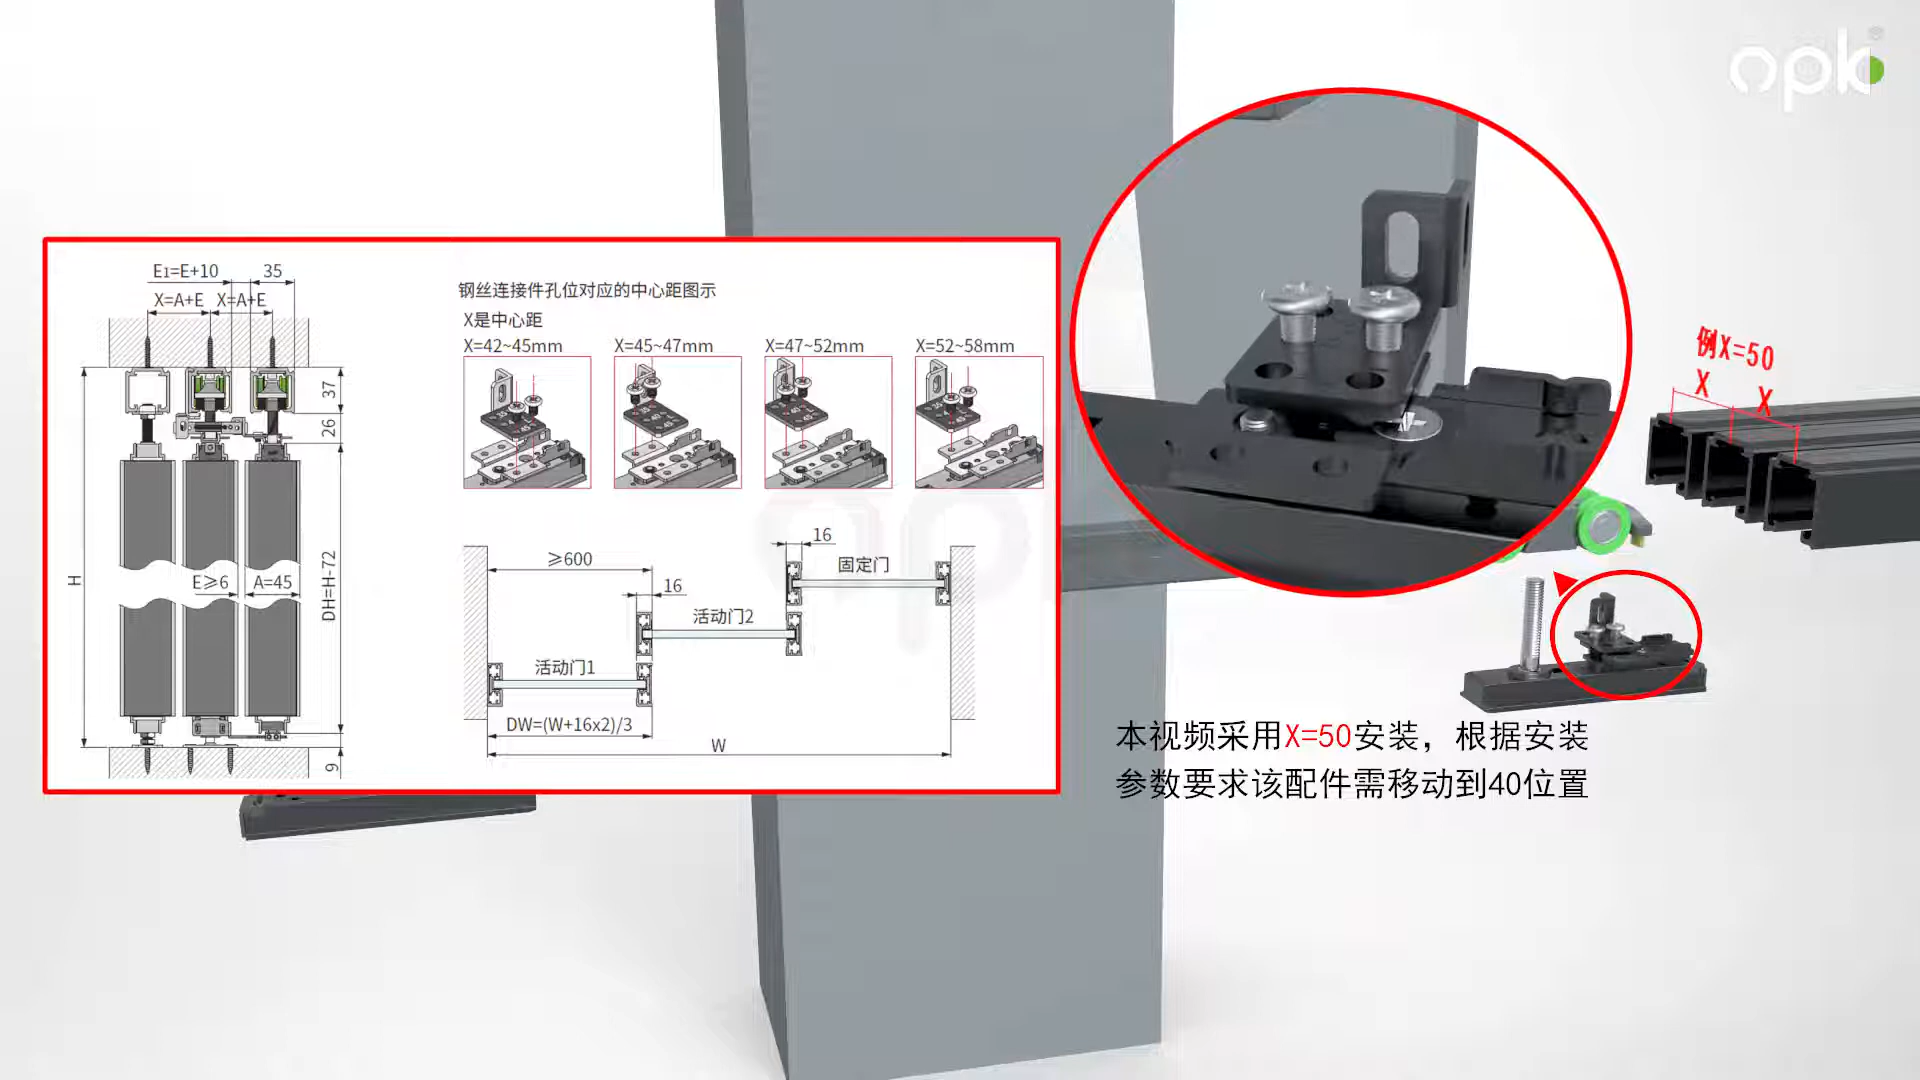 opk
E1=E+10
35
X=A+E
X=A+E
37
26
H
DH=H-72
E≥6
A=45
9
钢丝连接件孔位对应的中心距图示
X是中心距
X=42~45mm
X=45~47mm
X=47~52mm
X=52~58mm
≥600
16
16
固定门
活动门2
活动门1
DW=(W+16x2)/3
W
例X=50
X
X
本视频采用X=50安装，根据安装
参数要求该配件需移动到40位置